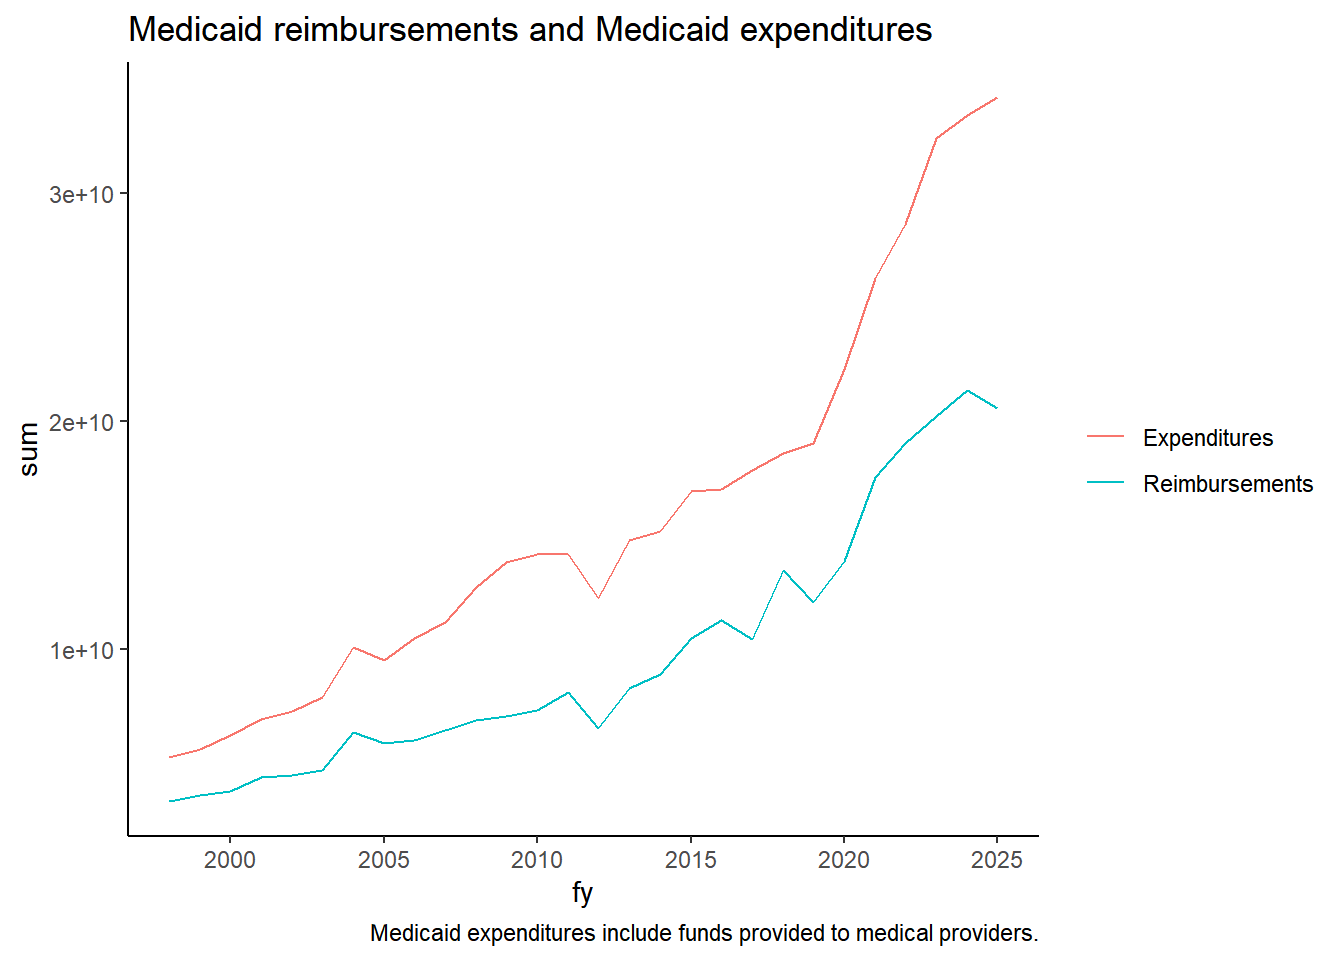 Medicaid reimbursements and Medicaid expenditures
3e+10
2e+10
1e+10
sum
Expenditures
Reimbursements
2000 2005 2010 2015 2020 2025
fy
Medicaid expenditures include funds provided to medical providers.